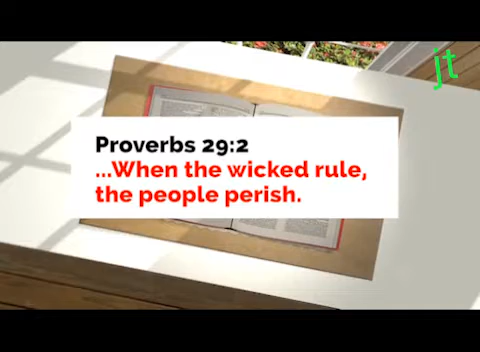 jt
Proverbs 29:2
...When the wicked rule,
the people perish.